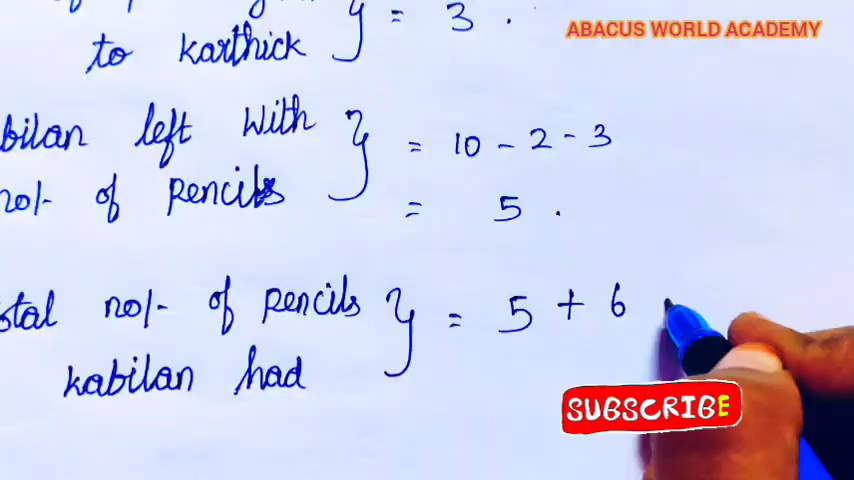 ABACUS WORLD ACADEMY
} = 3 .
to karthick
bilan left with } = 10 - 2 - 3
no/- of pencils = 5 .
otal no/- of pencils } = 5 + 6
kabilan had
SUBSCRIBE